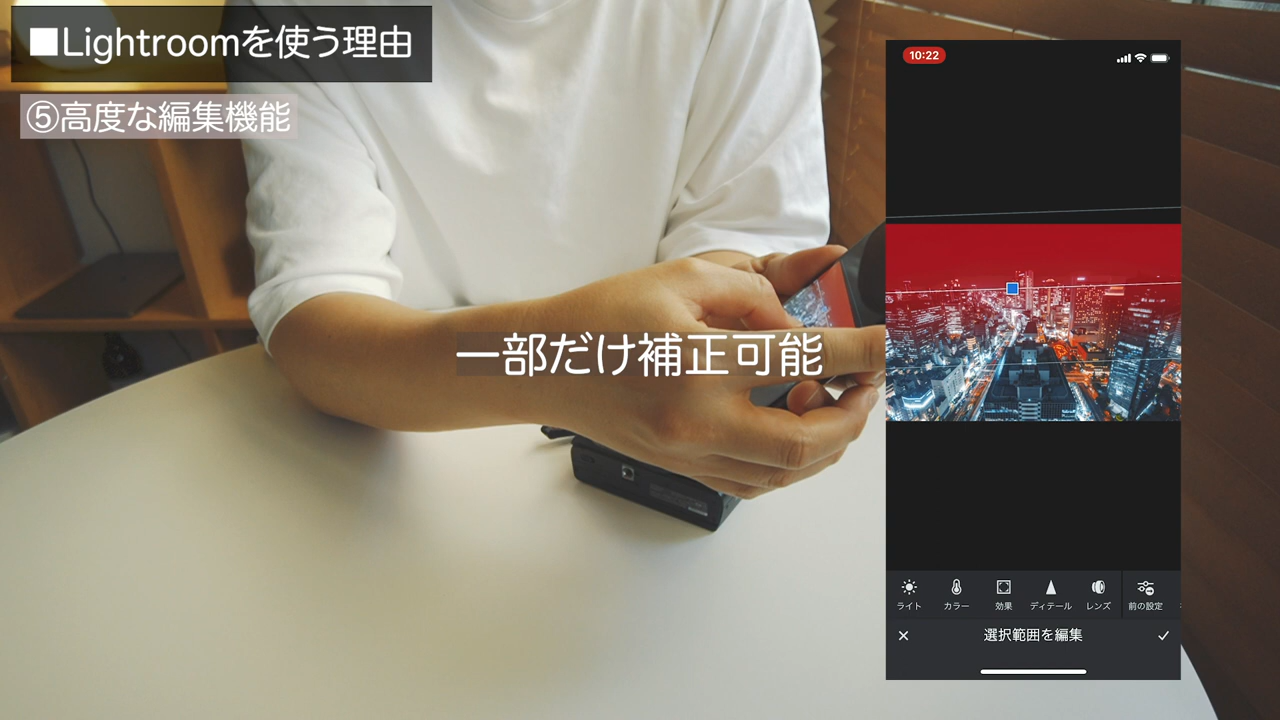 ■Lightroomを使う理由
⑤高度な編集機能
一部だけ補正可能
10:22
ライト カラー 効果 ディテール レンズ 前の設定
選択範囲を編集